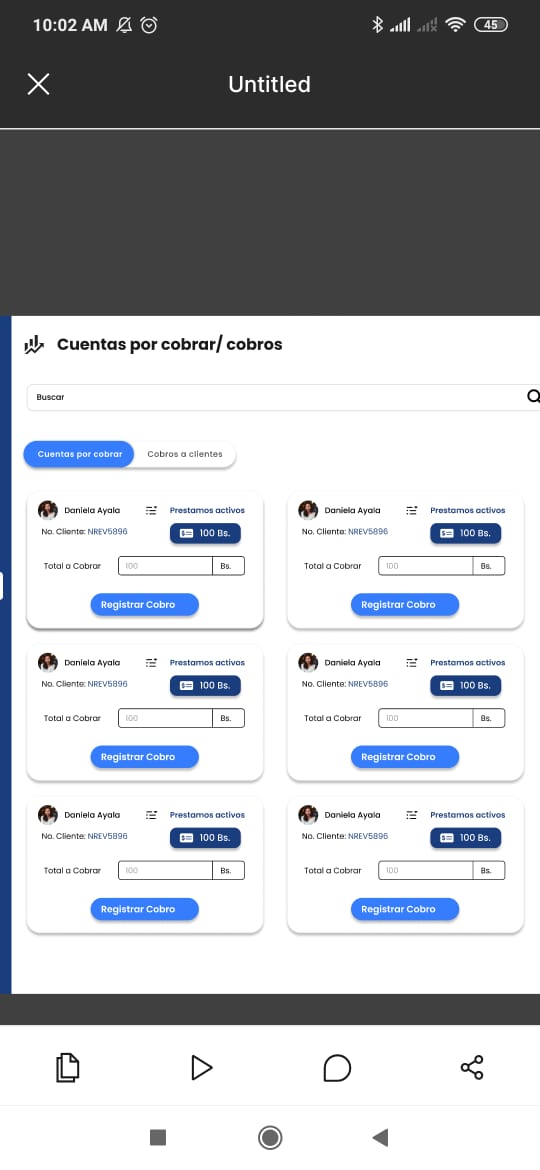 10:02 AM
45
Untitled
Cuentas por cobrar/ cobros
Buscar
Cuentas por cobrar
Cobros a clientes
Daniela Ayala
Prestamos activos
No. Cliente: NREV5896
100 Bs.
Total a Cobrar
100
Bs.
Registrar Cobro
Daniela Ayala
Prestamos activos
No. Cliente: NREV5896
100 Bs.
Total a Cobrar
100
Bs.
Registrar Cobro
Daniela Ayala
Prestamos activos
No. Cliente: NREV5896
100 Bs.
Total a Cobrar
100
Bs.
Registrar Cobro
Daniela Ayala
Prestamos activos
No. Cliente: NREV5896
100 Bs.
Total a Cobrar
100
Bs.
Registrar Cobro
Daniela Ayala
Prestamos activos
No. Cliente: NREV5896
100 Bs.
Total a Cobrar
100
Bs.
Registrar Cobro
Daniela Ayala
Prestamos activos
No. Cliente: NREV5896
100 Bs.
Total a Cobrar
100
Bs.
Registrar Cobro